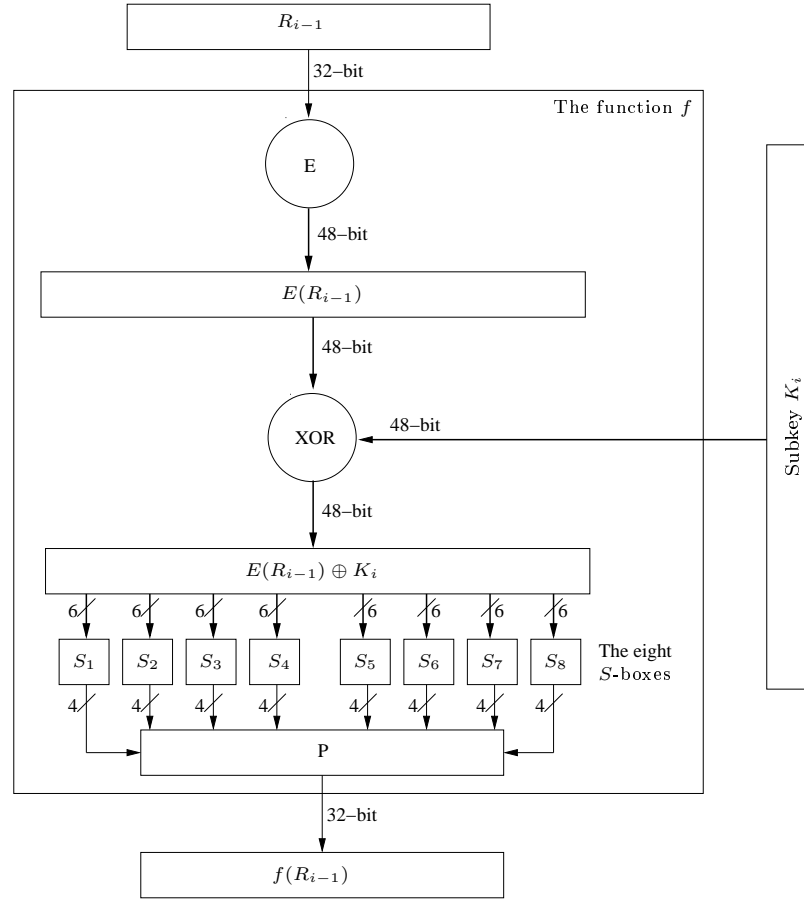 R_{i−1}
32−bit
The function f
E
48−bit
E(R_{i−1})
48−bit
XOR
48−bit
Subkey K_i
48−bit
E(R_{i−1}) ⊕ K_i
6 6 6 6 6 6 6 6
S_1 S_2 S_3 S_4 S_5 S_6 S_7 S_8
The eight
S-boxes
4 4 4 4 4 4 4 4
P
32−bit
f(R_{i−1})